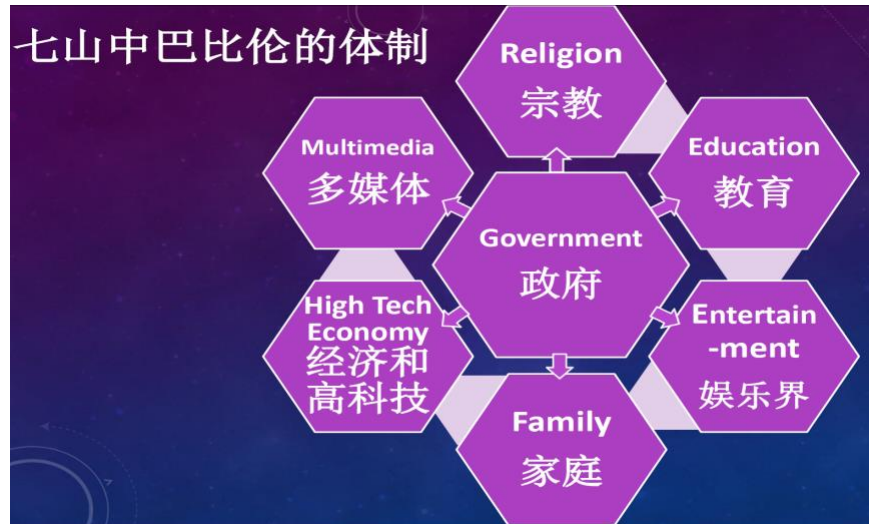 七山中巴比伦的体制
Religion
宗教
Multimedia
多媒体
Education
教育
Government
政府
High Tech
Economy
经济和
高科技
Entertain
-ment
娱乐界
Family
家庭